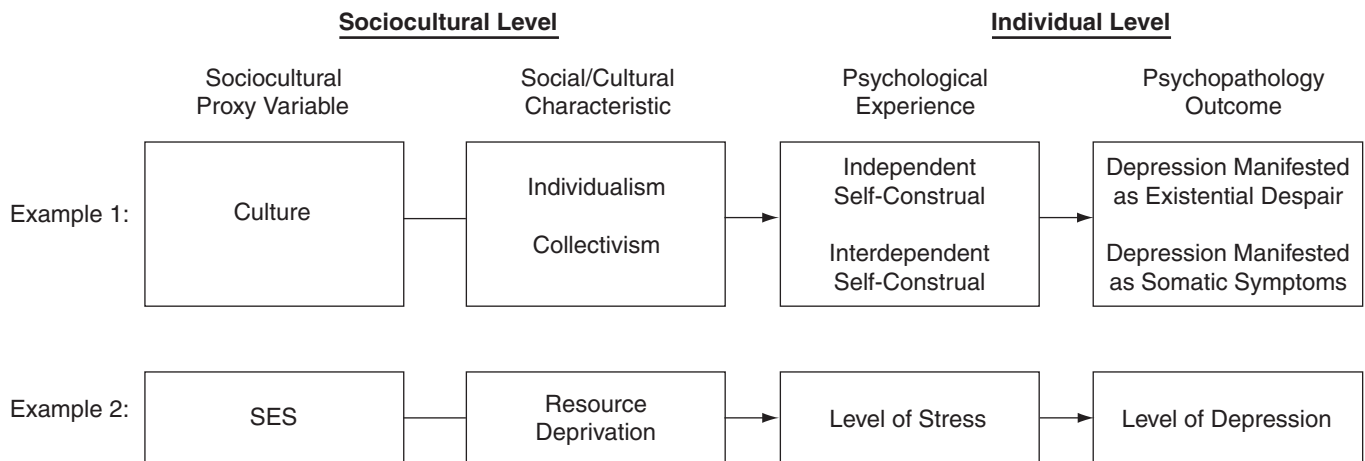 Sociocultural Level
Individual Level
Sociocultural
Proxy Variable
Social/Cultural
Characteristic
Psychological
Experience
Psychopathology
Outcome
Example 1:
Culture
Individualism
Collectivism
Independent
Self-Construal
Interdependent
Self-Construal
Depression Manifested
as Existential Despair
Depression Manifested
as Somatic Symptoms
Example 2:
SES
Resource
Deprivation
Level of Stress
Level of Depression